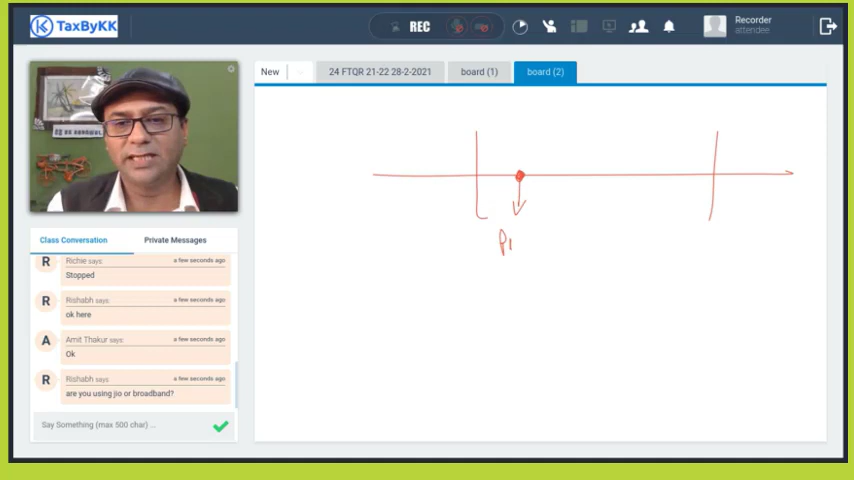 TaxByKK
REC
Recorder
attendee
New
24 FTQR 21-22 28-2-2021
board (1)
board (2)
Class Conversation
Private Messages
R
Richie says:
a few seconds ago
Stopped
R
Rishabh says:
a few seconds ago
ok here
A
Amit Thakur says:
a few seconds ago
Ok
R
Rishabh says:
a few seconds ago
are you using jio or broadband?
Say Something (max 500 char) ...